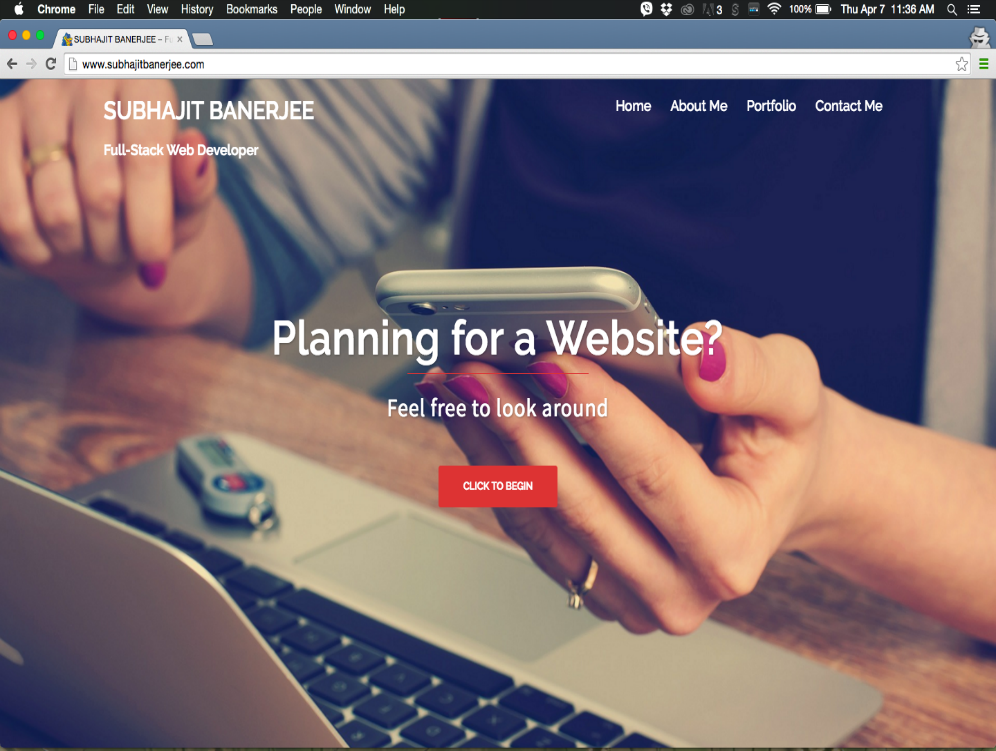 Chrome File Edit View History Bookmarks People Window Help 3 100% Thu Apr 7 11:36 AM
SUBHAJIT BANERJEE –
www.subhajitbanerjee.com
SUBHAJIT BANERJEE
Home About Me Portfolio Contact Me
Full-Stack Web Developer
Planning for a Website?
Feel free to look around
CLICK TO BEGIN